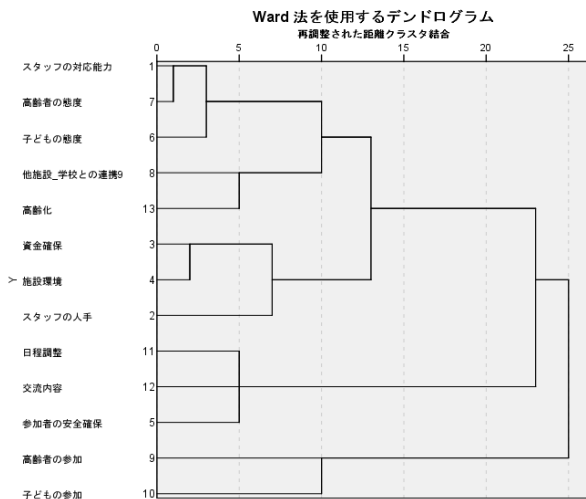 Ward 法を使用するデンドログラム
再調整された距離クラスタ結合
0 5 10 15 20 25
スタッフの対応能力 1
高齢者の態度 7
子どもの態度 6
他施設_学校との連携9 8
高齢化 13
資金確保 3
Y 施設環境 4
スタッフの人手 2
日程調整 11
交流内容 12
参加者の安全確保 5
高齢者の参加 9
子どもの参加 10